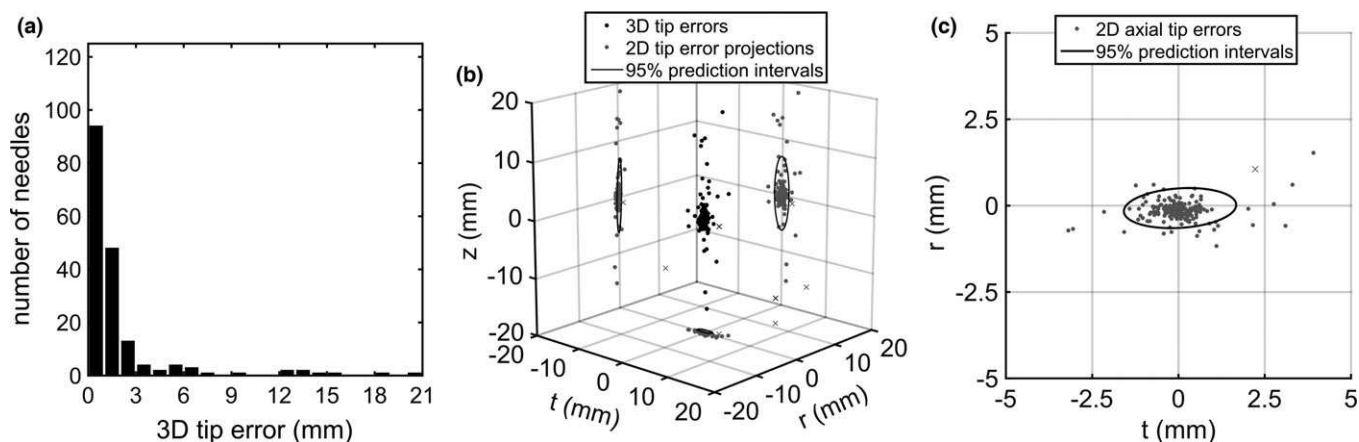 (a)
120
100
80
60
40
20
0
number of needles
0 3 6 9 12 15 18 21
3D tip error (mm)
(b)
3D tip errors
2D tip error projections
95% prediction intervals
20
10
0
-10
-20
z (mm)
-20
-10
0
10
20
t (mm)
-20
-10
0
10
20
r (mm)
(c)
2D axial tip errors
95% prediction intervals
5
2.5
0
-2.5
-5
r (mm)
-5 -2.5 0 2.5 5
t (mm)